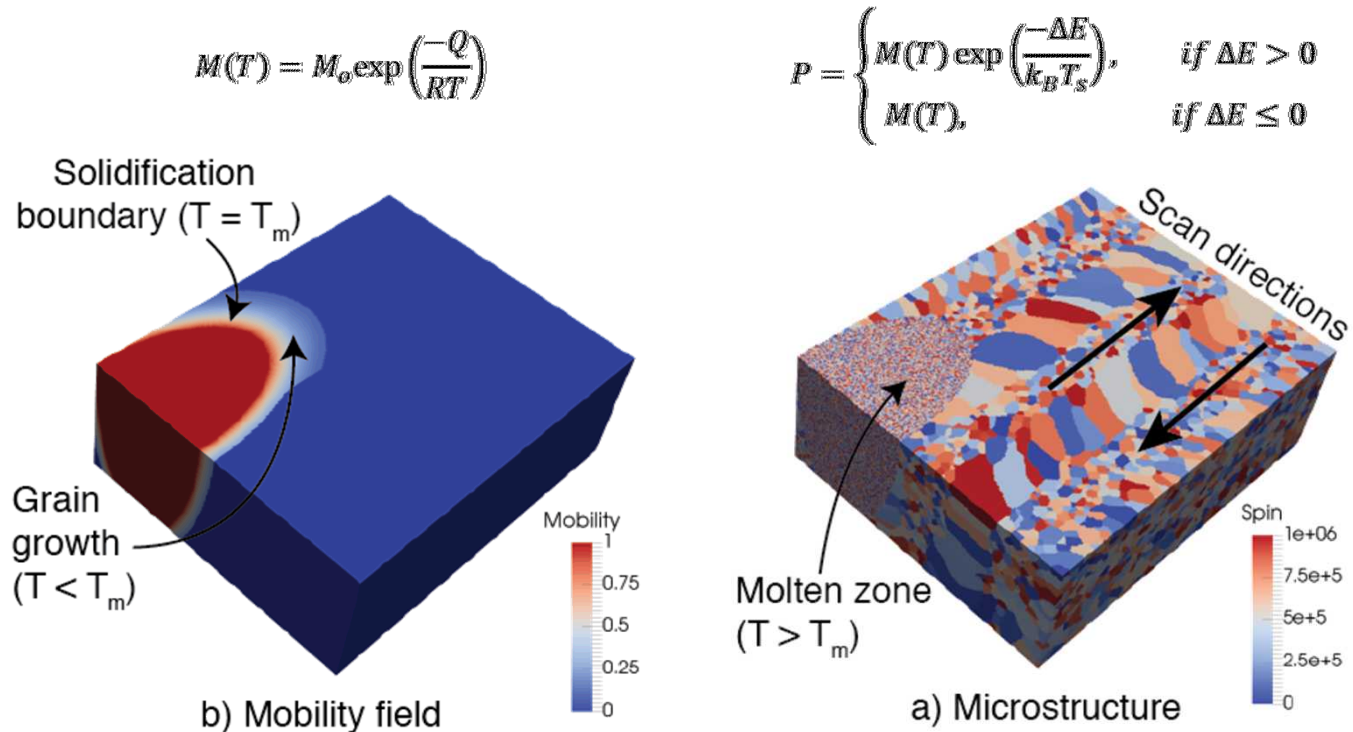 M(T) = M_o exp(-Q/RT)
P = { M(T) exp(-ΔE/k_B T_s), if ΔE > 0
M(T), if ΔE ≤ 0
Solidification
boundary (T = T_m)
Grain
growth
(T < T_m)
Mobility
1
0.75
0.5
0.25
0
b) Mobility field
Scan directions
Molten zone
(T > T_m)
Spin
1e+06
7.5e+5
5e+5
2.5e+5
0
a) Microstructure